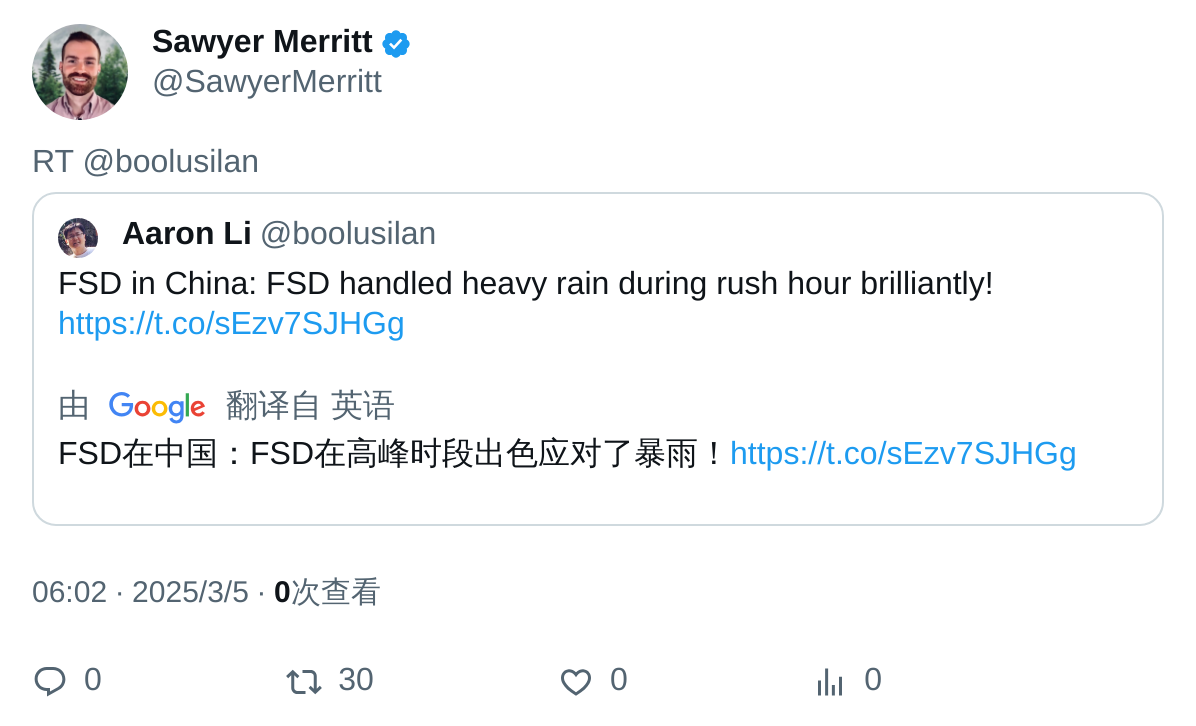 Sawyer Merritt
@SawyerMerritt
RT @boolusilan
Aaron Li @boolusilan
FSD in China: FSD handled heavy rain during rush hour brilliantly!
https://t.co/sEzv7SJHGg
由 Google 翻译自 英语
FSD在中国：FSD在高峰时段出色应对了暴雨！https://t.co/sEzv7SJHGg
06:02 · 2025/3/5 · 0次查看
0 30 0 0